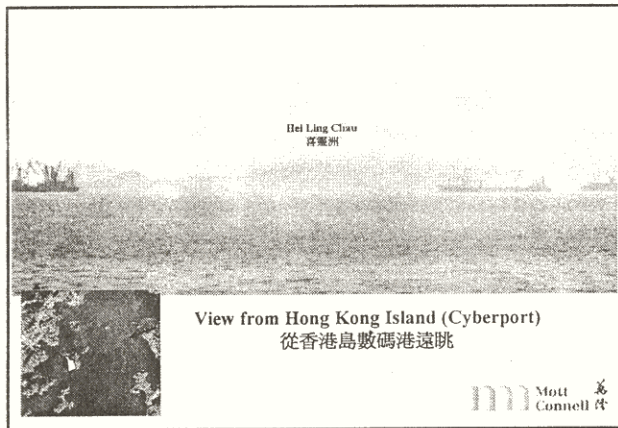 Hei Ling Chau
喜靈洲
View from Hong Kong Island (Cyberport)
從香港島數碼港遠眺
Mott
Connell